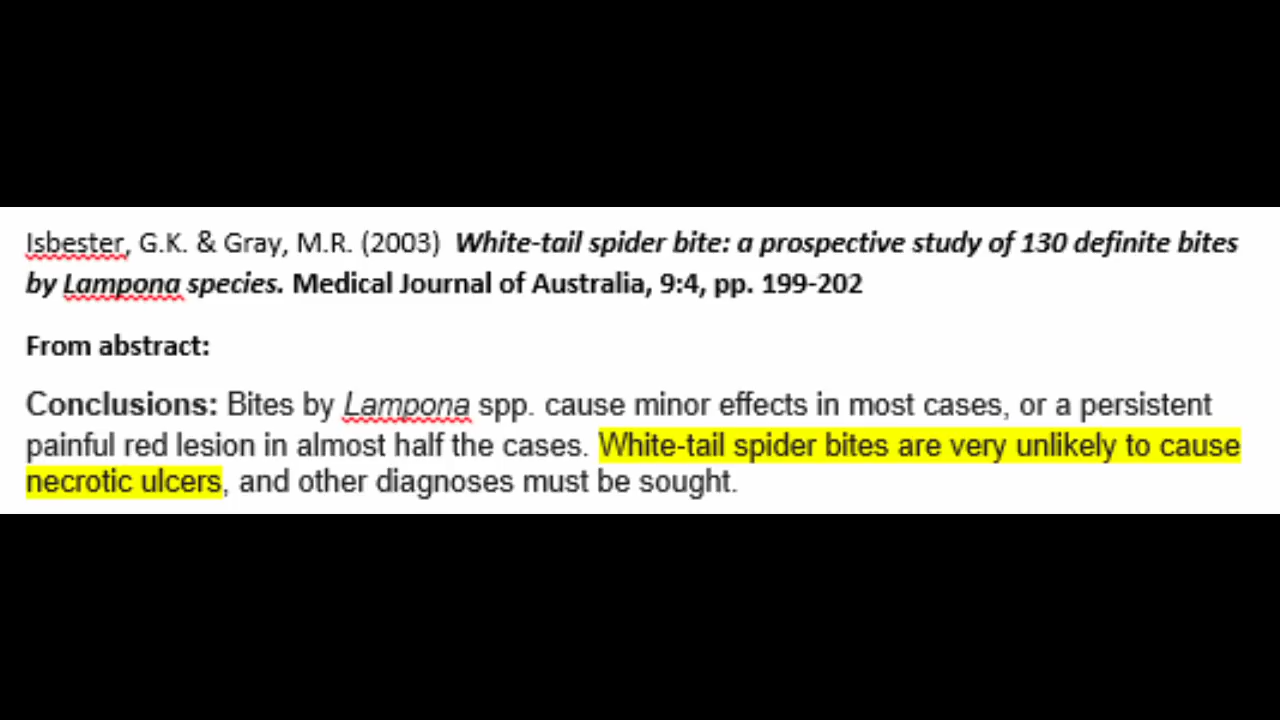 Isbester, G.K. & Gray, M.R. (2003) White-tail spider bite: a prospective study of 130 definite bites
by Lampona species. Medical Journal of Australia, 9:4, pp. 199-202
From abstract:
Conclusions: Bites by Lampona spp. cause minor effects in most cases, or a persistent
painful red lesion in almost half the cases. White-tail spider bites are very unlikely to cause
necrotic ulcers, and other diagnoses must be sought.